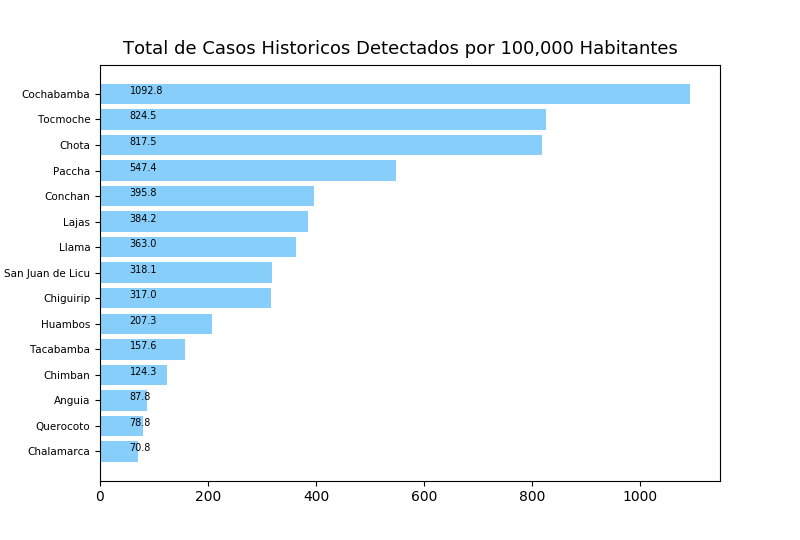 Total de Casos Historicos Detectados por 100,000 Habitantes
Cochabamba 1092.8
Tocmoche 824.5
Chota 817.5
Paccha 547.4
Conchan 395.8
Lajas 384.2
Llama 363.0
San Juan de Licu 318.1
Chiguirip 317.0
Huambos 207.3
Tacabamba 157.6
Chimban 124.3
Anguia 87.8
Querocoto 78.8
Chalamarca 70.8
0 200 400 600 800 1000